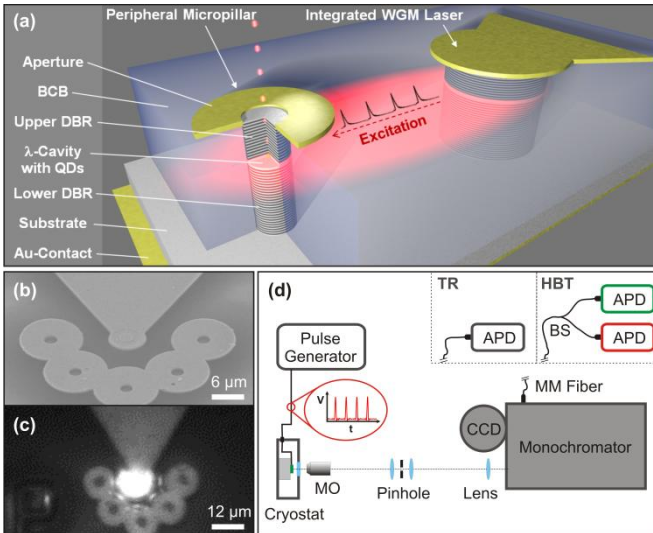 (a)
Peripheral Micropillar
Integrated WGM Laser
Aperture
BCB
Upper DBR
λ-Cavity
with QDs
Lower DBR
Substrate
Au-Contact
Excitation
(b)
6 µm
(c)
12 µm
(d)
TR
APD
HBT
BS
APD
APD
Pulse
Generator
V
t
Cryostat
MO
Pinhole
Lens
CCD
MM Fiber
Monochromator